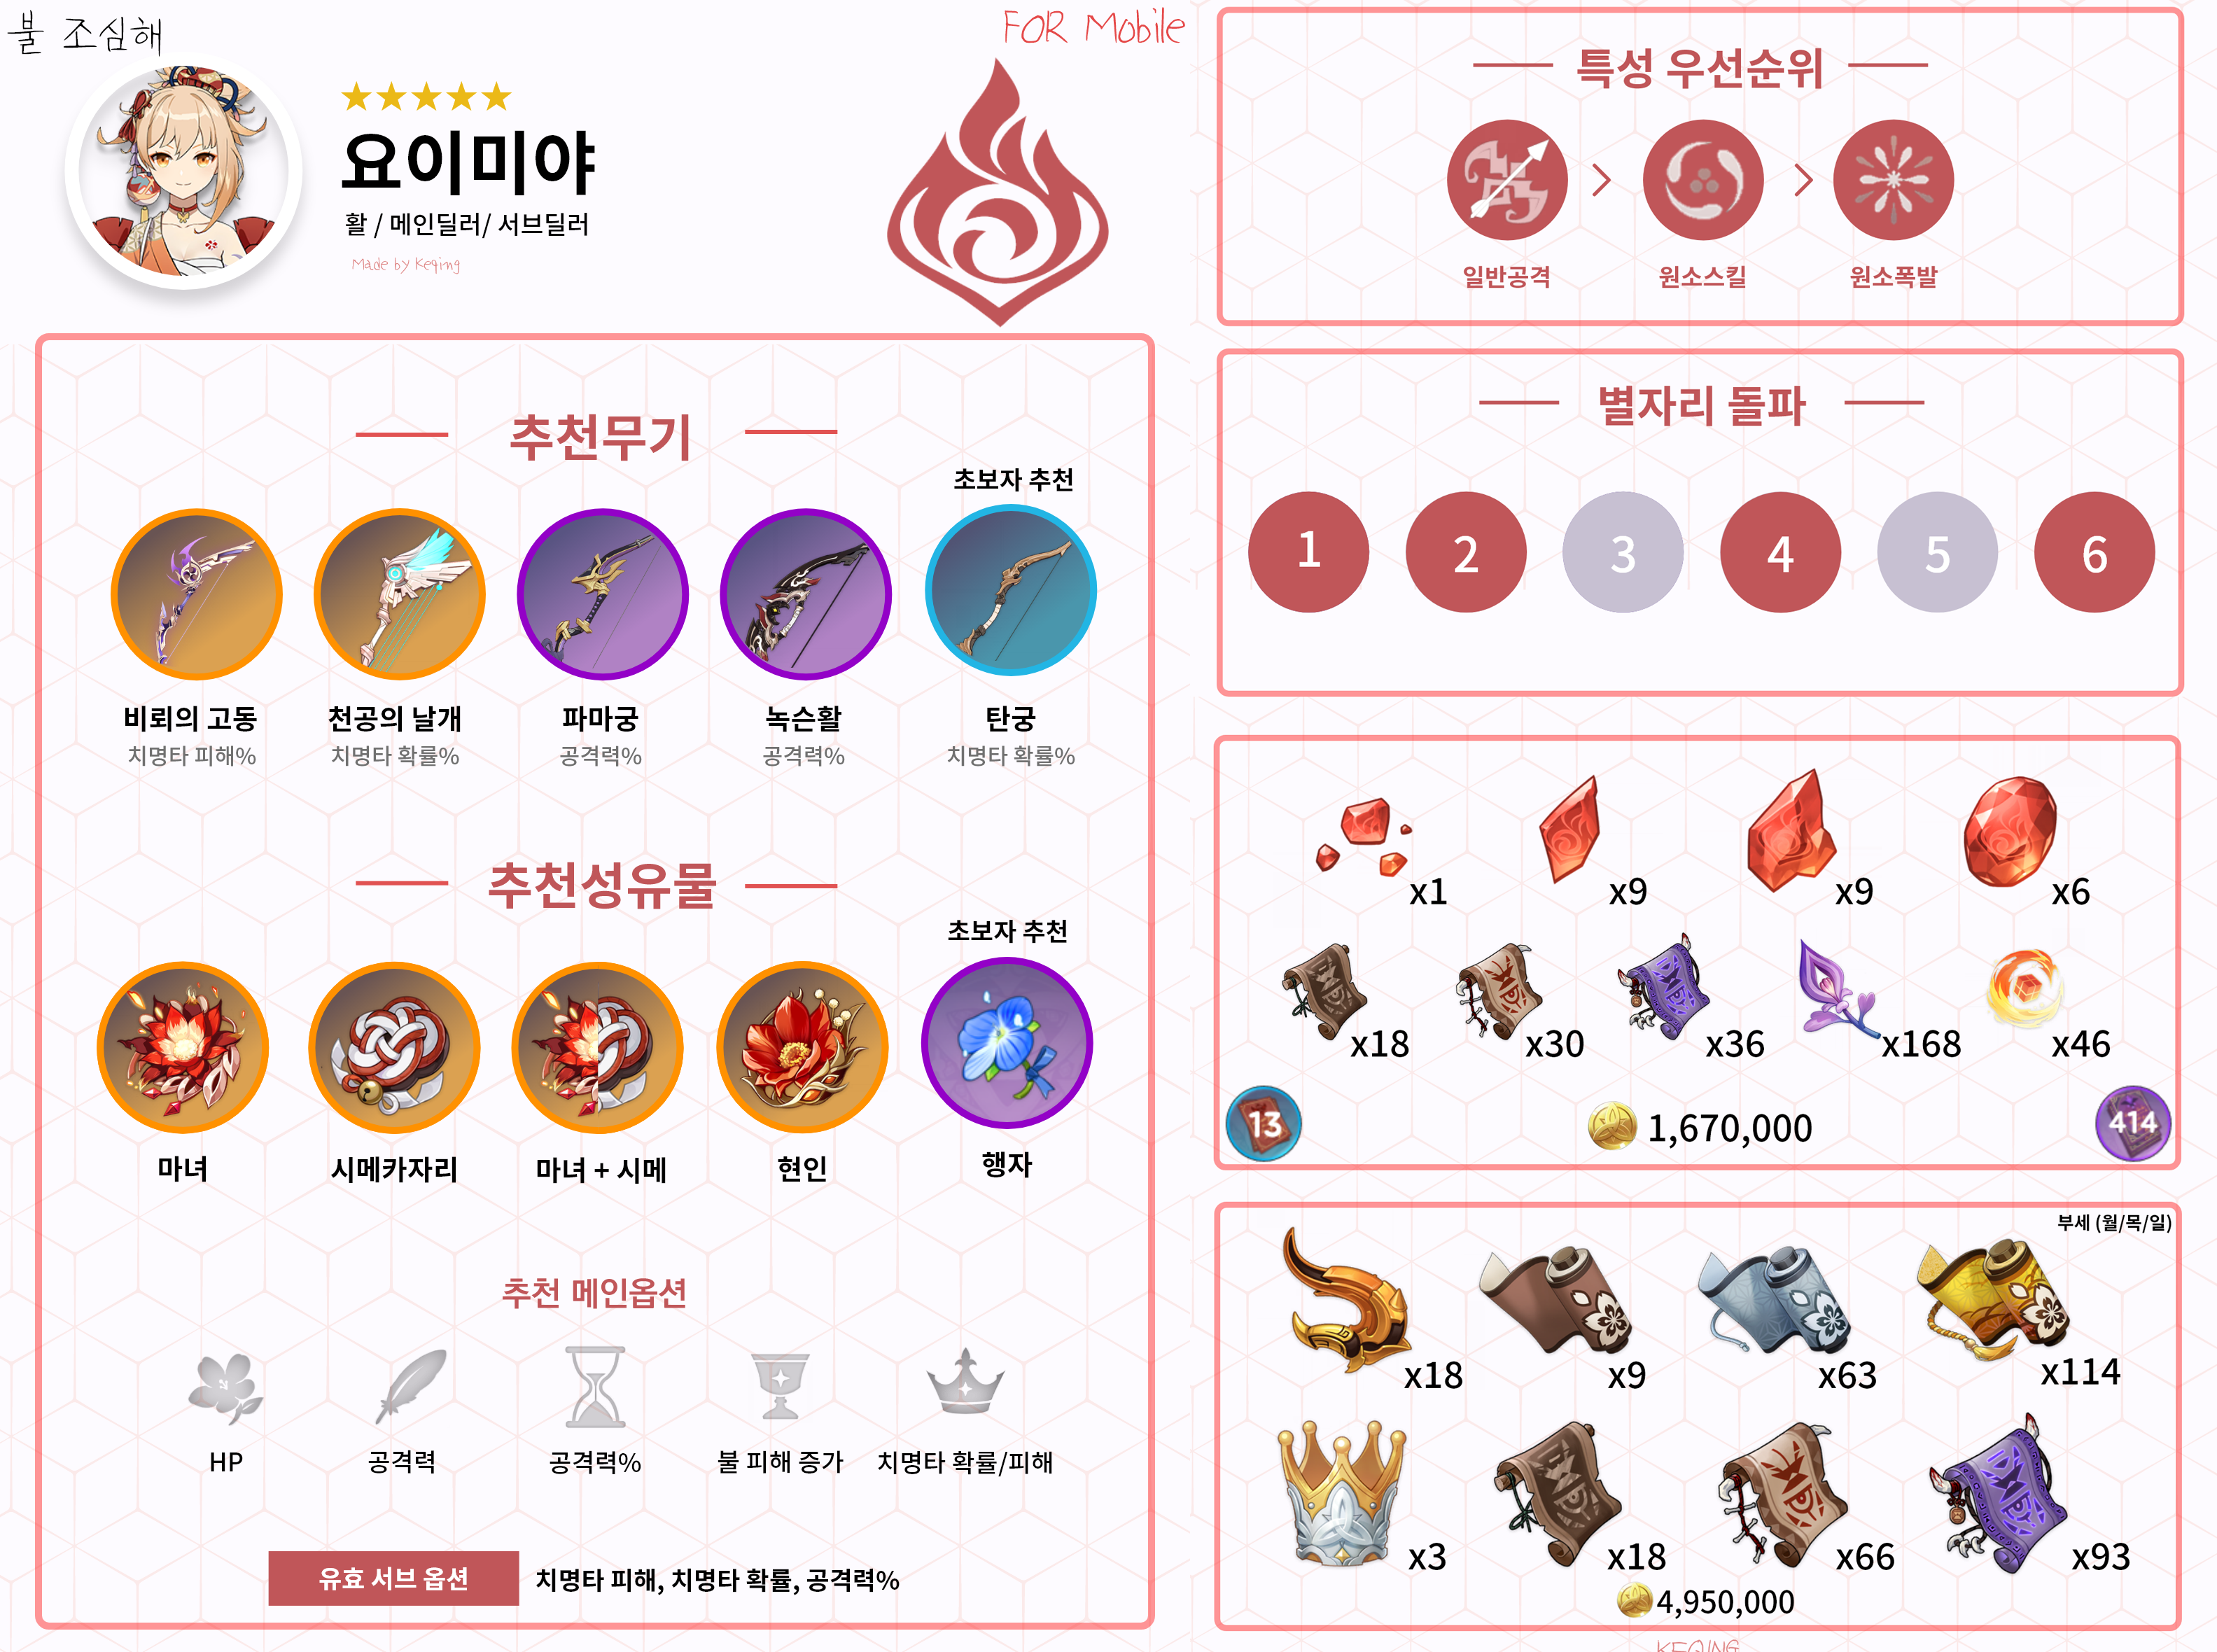 불 조심해
FOR Mobile
요이미야
활 / 메인딜러/ 서브딜러
Made by Keqing
추천무기
초보자 추천
비뢰의 고동
천공의 날개
파마궁
녹슨활
탄궁
치명타 피해%
치명타 확률%
공격력%
공격력%
치명타 확률%
추천성유물
초보자 추천
마녀
시메카자리
마녀 + 시메
현인
행자
추천 메인옵션
HP
공격력
공격력%
불 피해 증가
치명타 확률/피해
유효 서브 옵션
치명타 피해, 치명타 확률, 공격력%
특성 우선순위
일반공격
원소스킬
원소폭발
별자리 돌파
1
2
3
4
5
6
x1
x9
x9
x6
x18
x30
x36
x168
x46
13
1,670,000
414
부세 (월/목/일)
x18
x9
x63
x114
x3
x18
x66
x93
4,950,000
KEQING